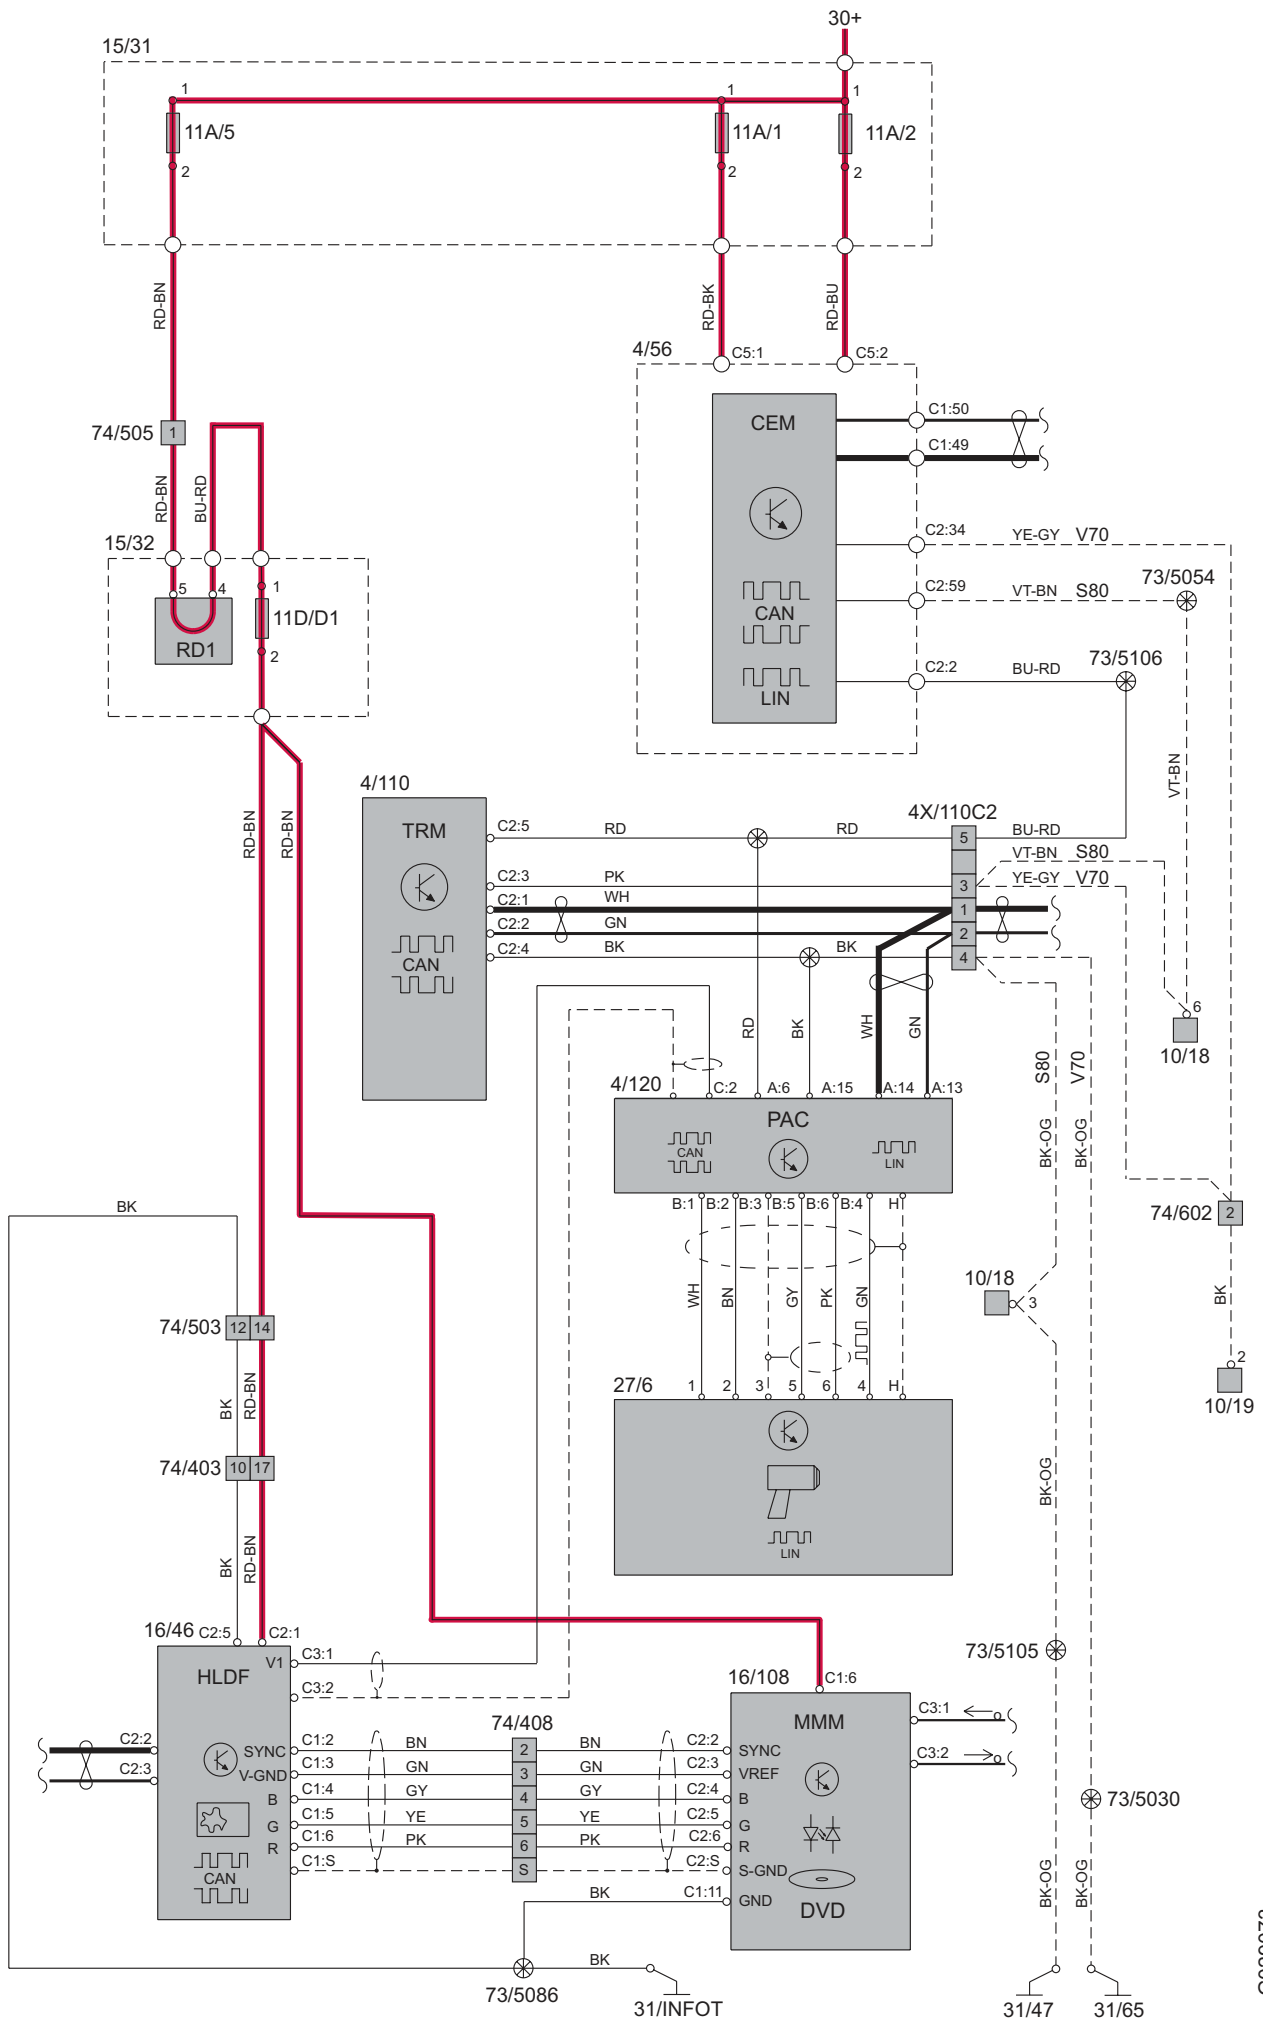 30+
15/31
1
1
1
11A/5
11A/1
11A/2
2
2
2
RD-BN
RD-BK
RD-BU
4/56
C5:1
C5:2
CEM
C1:50
C1:49
74/505
1
RD-BN
BU-RD
C2:34
YE-GY
V70
15/32
5
4
1
RD1
11D/D1
2
CAN
LIN
C2:59
VT-BN
S80
73/5054
C2:2
BU-RD
73/5106
VT-BN
4/110
TRM
CAN
RD-BN
RD-BN
C2:5
RD
RD
4X/110C2
5
BU-RD
VT-BN
S80
C2:3
PK
3
YE-GY
V70
C2:1
WH
1
C2:2
GN
2
C2:4
BK
BK
4
6
10/18
RD
BK
WH
GN
S80
V70
4/120
C:2
A:6
A:15
A:14
A:13
PAC
CAN
LIN
BK-OG
BK-OG
B:1
B:2
B:3
B:5
B:6
B:4
H
74/602
2
BK
10/18
3
WH
BN
GY
PK
GN
BK
74/503
12
14
2
10/19
27/6
1
2
3
5
6
4
H
LIN
BK
RD-BN
74/403
10
17
BK-OG
BK
RD-BN
16/46
C2:5
C2:1
HLDF
V1
C3:1
C3:2
73/5105
16/108
C1:6
MMM
C3:1
C3:2
74/408
C2:2
C2:3
SYNC
C1:2
BN
2
BN
C2:2
SYNC
V-GND
C1:3
GN
3
GN
C2:3
VREF
B
C1:4
GY
4
GY
C2:4
B
G
C1:5
YE
5
YE
C2:5
G
R
C1:6
PK
6
PK
C2:6
R
C1:S
S
C2:S
S-GND
CAN
BK
C1:11
GND
DVD
73/5030
BK-OG
BK-OG
73/5086
BK
31/INFOT
31/47
31/65